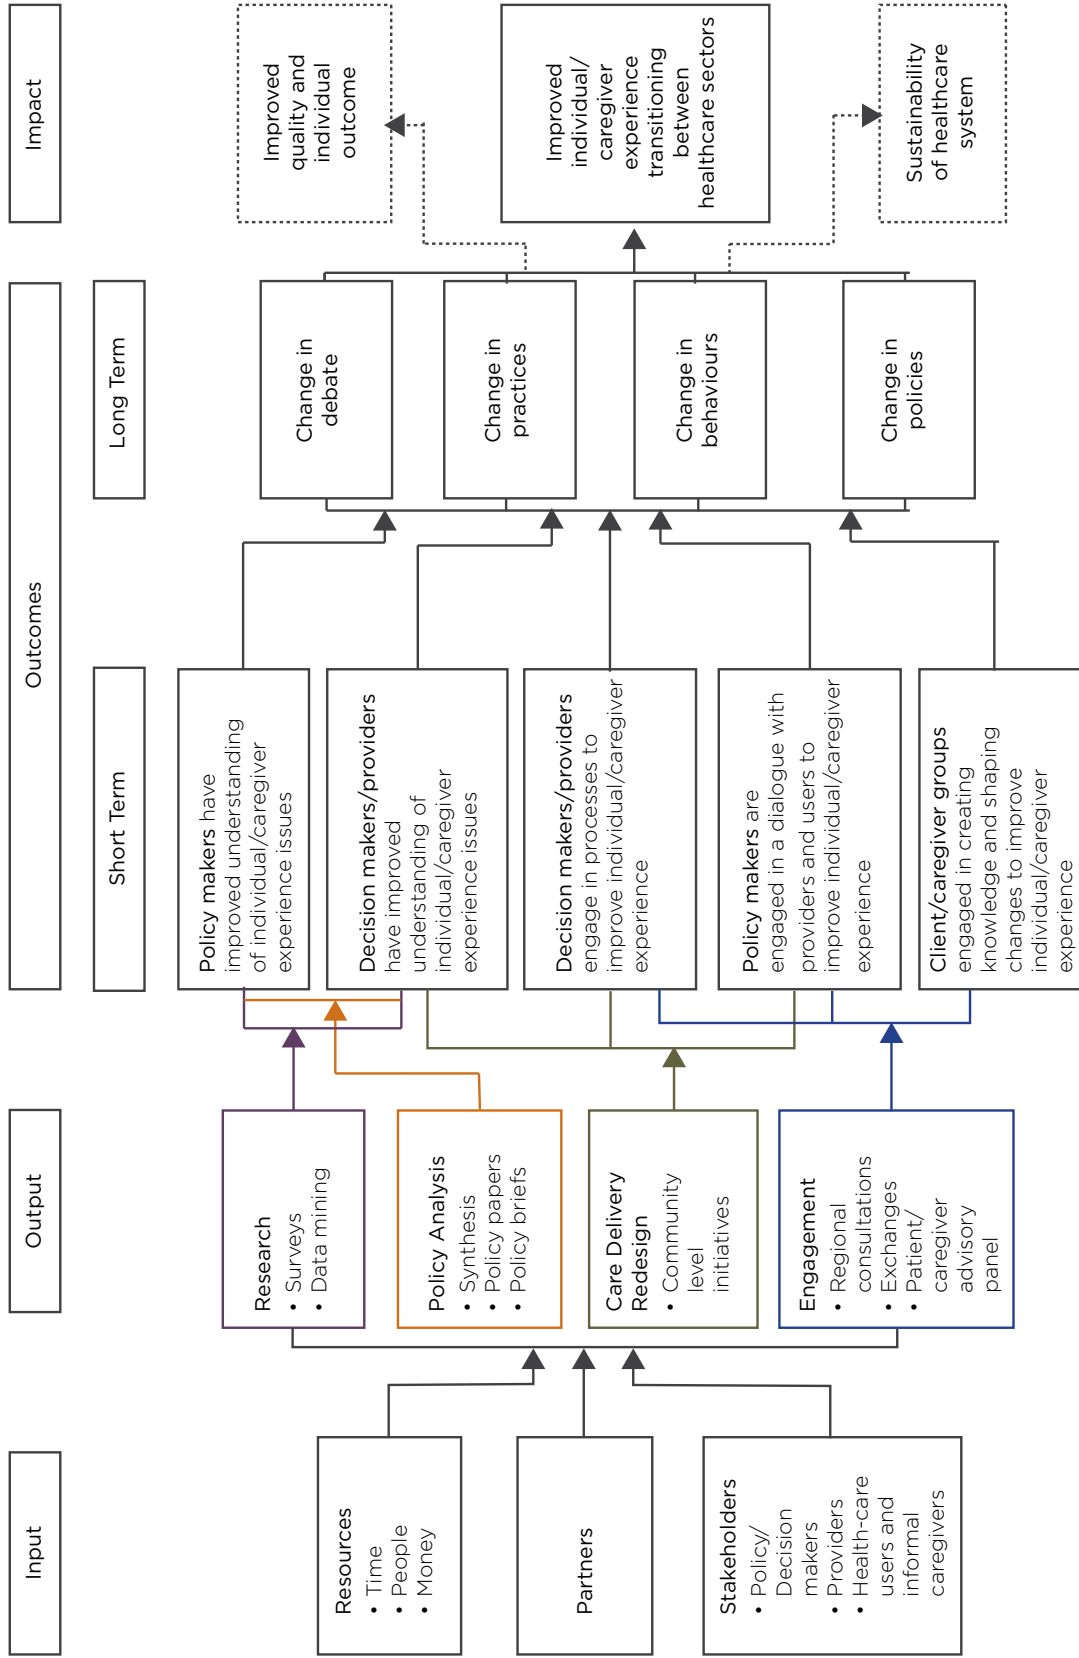 Input
Output
Outcomes
Impact
Short Term
Long Term
Resources
• Time
• People
• Money
Partners
Stakeholders
• Policy/
Decision
makers
• Providers
• Health-care
users and
informal
caregivers
Research
• Surveys
• Data mining
Policy Analysis
• Synthesis
• Policy papers
• Policy briefs
Care Delivery
Redesign
• Community
level
initiatives
Engagement
• Regional
consultations
• Exchanges
• Patient/
caregiver
advisory
panel
Policy makers have
improved understanding
of individual/caregiver
experience issues
Decision makers/providers
have improved
understanding of
individual/caregiver
experience issues
Decision makers/providers
engage in processes to
improve individual/caregiver
experience
Policy makers are
engaged in a dialogue with
providers and users to
improve individual/caregiver
experience
Client/caregiver groups
engaged in creating
knowledge and shaping
changes to improve
individual/caregiver
experience
Change in
debate
Change in
practices
Change in
behaviours
Change in
policies
Improved
quality and
individual
outcome
Improved
individual/
caregiver
experience
transitioning
between
healthcare sectors
Sustainability
of healthcare
system